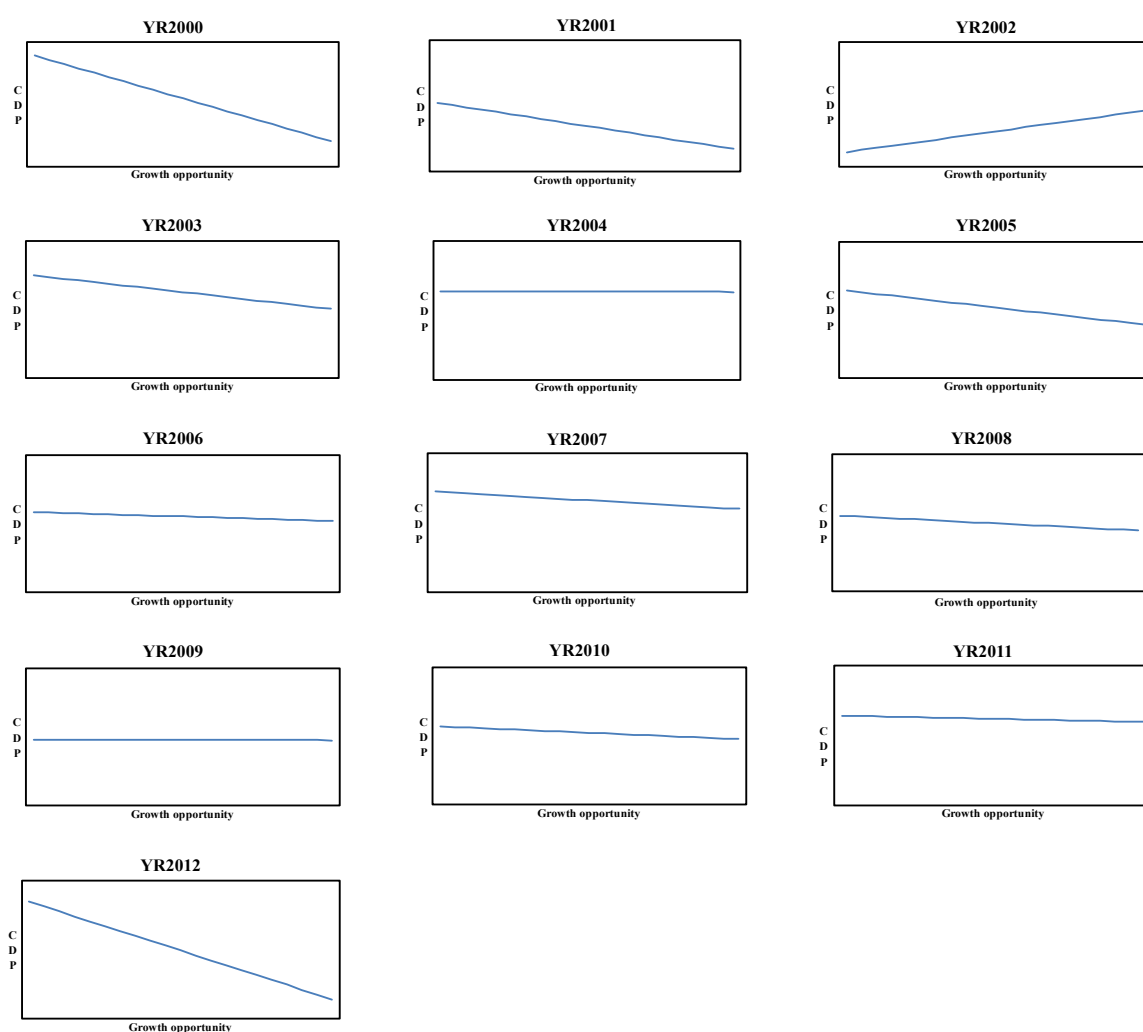 YR2000
C
D
P
Growth opportunity
YR2001
C
D
P
Growth opportunity
YR2002
C
D
P
Growth opportunity
YR2003
C
D
P
Growth opportunity
YR2004
C
D
P
Growth opportunity
YR2005
C
D
P
Growth opportunity
YR2006
C
D
P
Growth opportunity
YR2007
C
D
P
Growth opportunity
YR2008
C
D
P
Growth opportunity
YR2009
C
D
P
Growth opportunity
YR2010
C
D
P
Growth opportunity
YR2011
C
D
P
Growth opportunity
YR2012
C
D
P
Growth opportunity